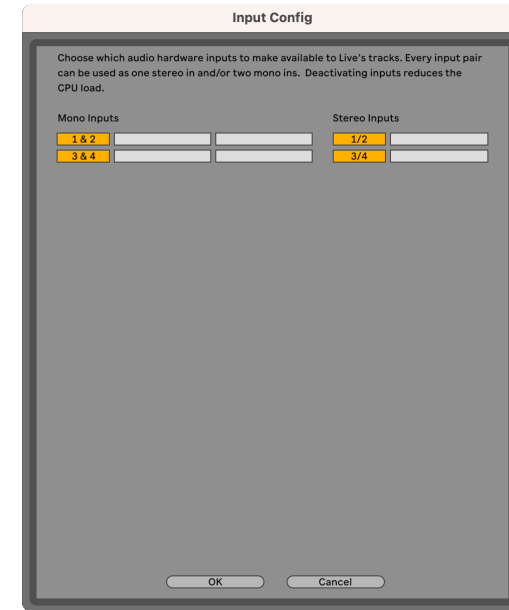 Input Config
Choose which audio hardware inputs to make available to Live's tracks. Every input pair
can be used as one stereo in and/or two mono ins.  Deactivating inputs reduces the
CPU load.
Mono Inputs Stereo Inputs
1 & 2 1/2
3 & 4 3/4
OK Cancel